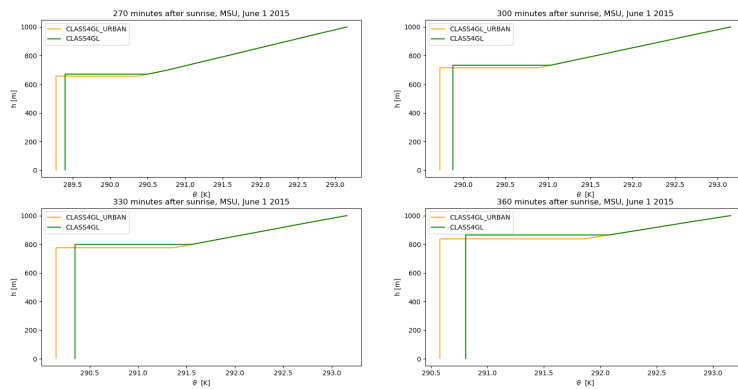 270 minutes after sunrise, MSU, June 1 2015
CLASS4GL_URBAN
CLASS4GL
1000
800
600
400
200
0
h [m]
289.5 290.0 290.5 291.0 291.5 292.0 292.5 293.0
θ [K]
300 minutes after sunrise, MSU, June 1 2015
CLASS4GL_URBAN
CLASS4GL
1000
800
600
400
200
0
h [m]
290.0 290.5 291.0 291.5 292.0 292.5 293.0
θ [K]
330 minutes after sunrise, MSU, June 1 2015
CLASS4GL_URBAN
CLASS4GL
1000
800
600
400
200
0
h [m]
290.5 291.0 291.5 292.0 292.5 293.0
θ [K]
360 minutes after sunrise, MSU, June 1 2015
CLASS4GL_URBAN
CLASS4GL
1000
800
600
400
200
0
h [m]
290.5 291.0 291.5 292.0 292.5 293.0
θ [K]